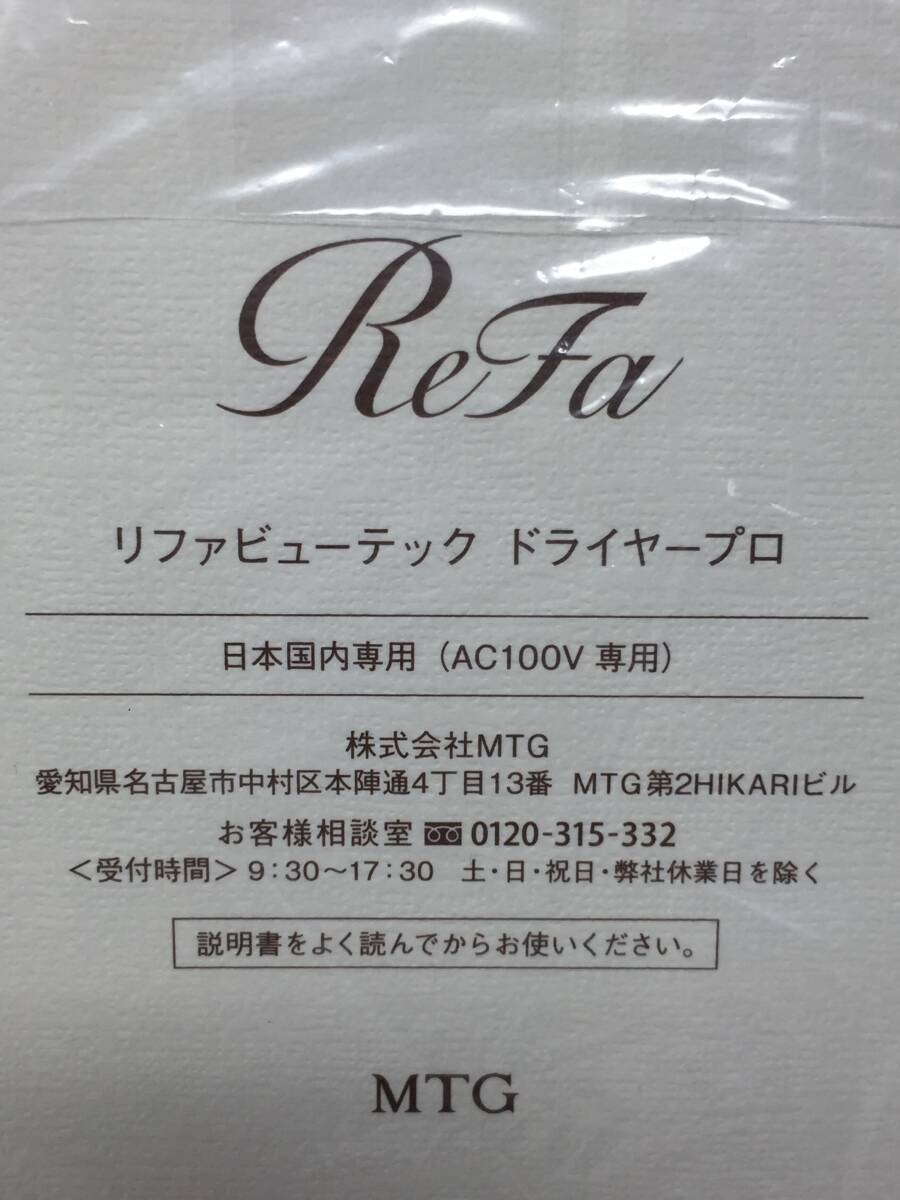 ReFa
リファビューテック ドライヤープロ
日本国内専用（AC100V 専用）
株式会社MTG
愛知県名古屋市中村区本陣通4丁目13番 MTG第2HIKARIビル
お客様相談室 0120-315-332
＜受付時間＞9：30～17：30 土・日・祝日・弊社休業日を除く
説明書をよく読んでからお使いください。
MTG